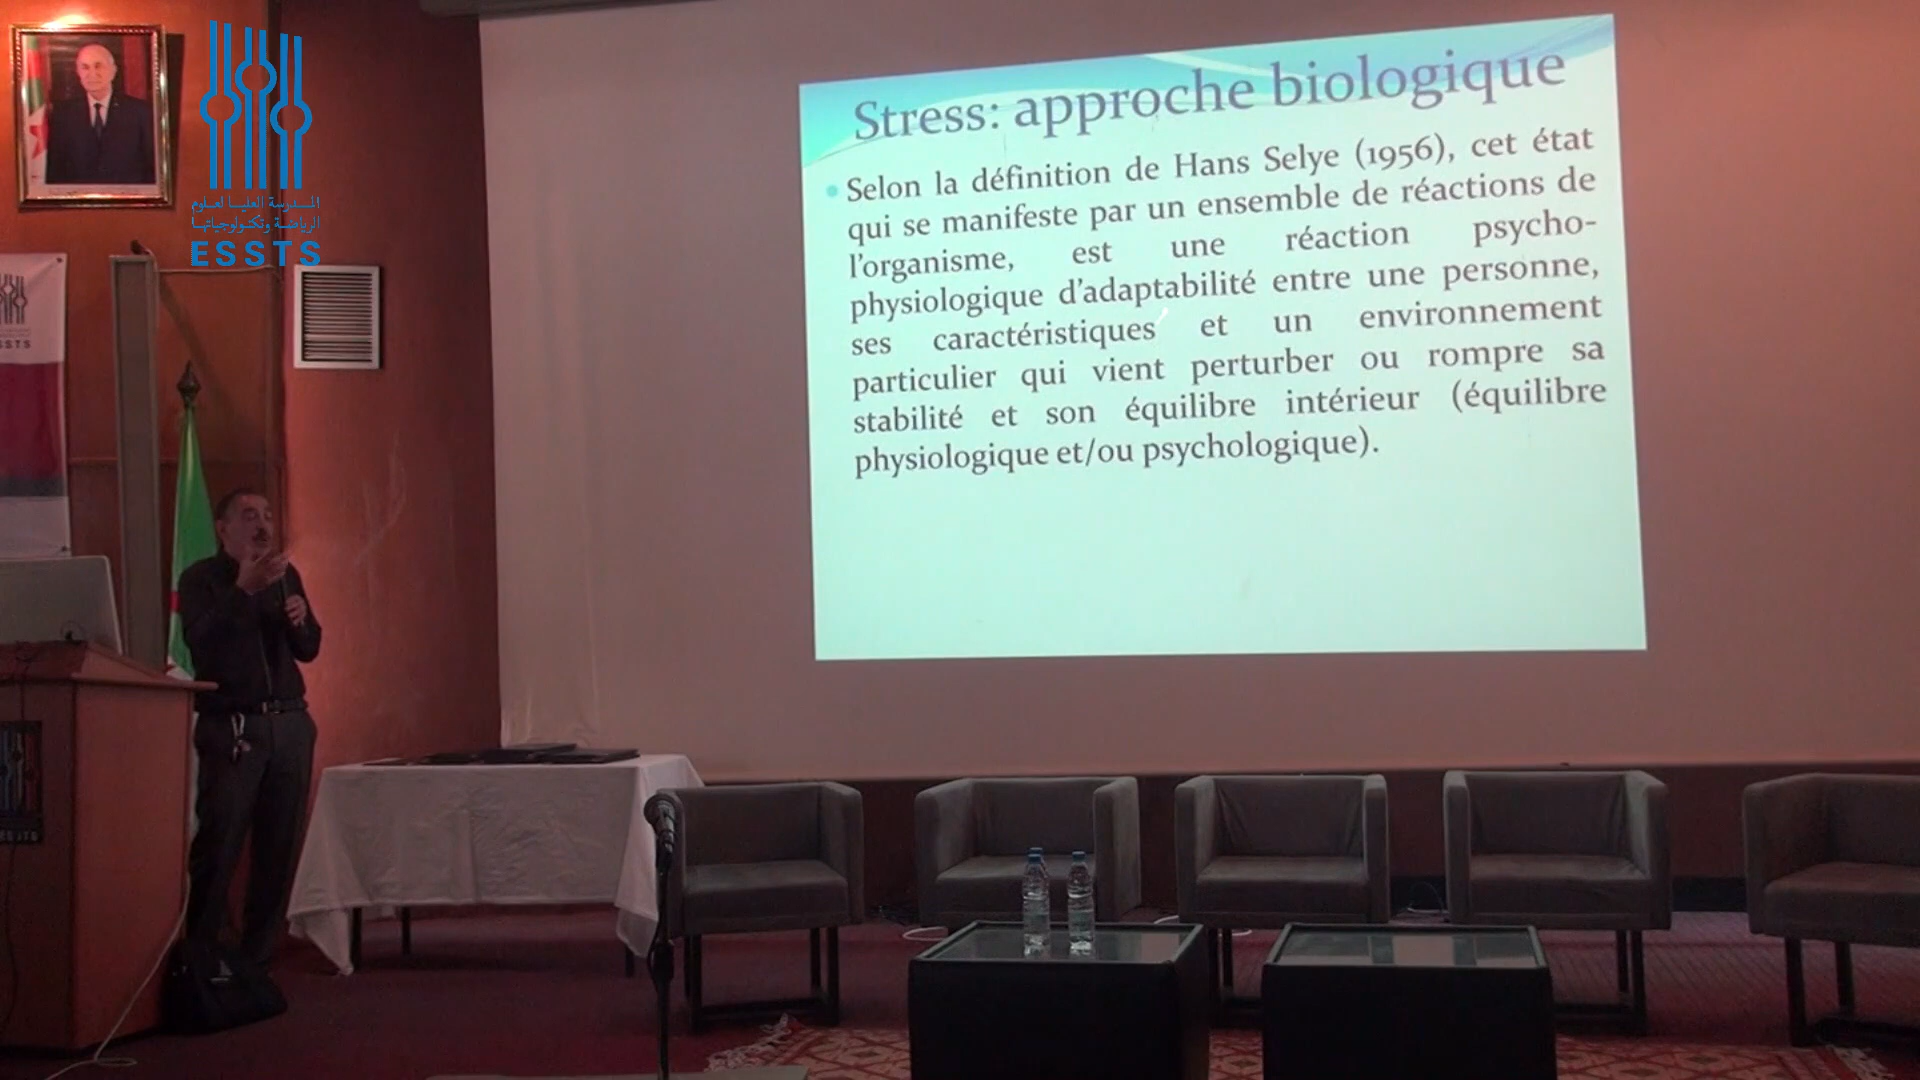 المدرسة العليا لعلوم
الرياضة وتكنولوجياتها
ESSTS
Stress: approche biologique
Selon la définition de Hans Selye (1956), cet état
qui se manifeste par un ensemble de réactions de
l'organisme, est une réaction psycho-
physiologique d'adaptabilité entre une personne,
ses caractéristiques et un environnement
particulier qui vient perturber ou rompre sa
stabilité et son équilibre intérieur (équilibre
physiologique et/ou psychologique).
SSTS